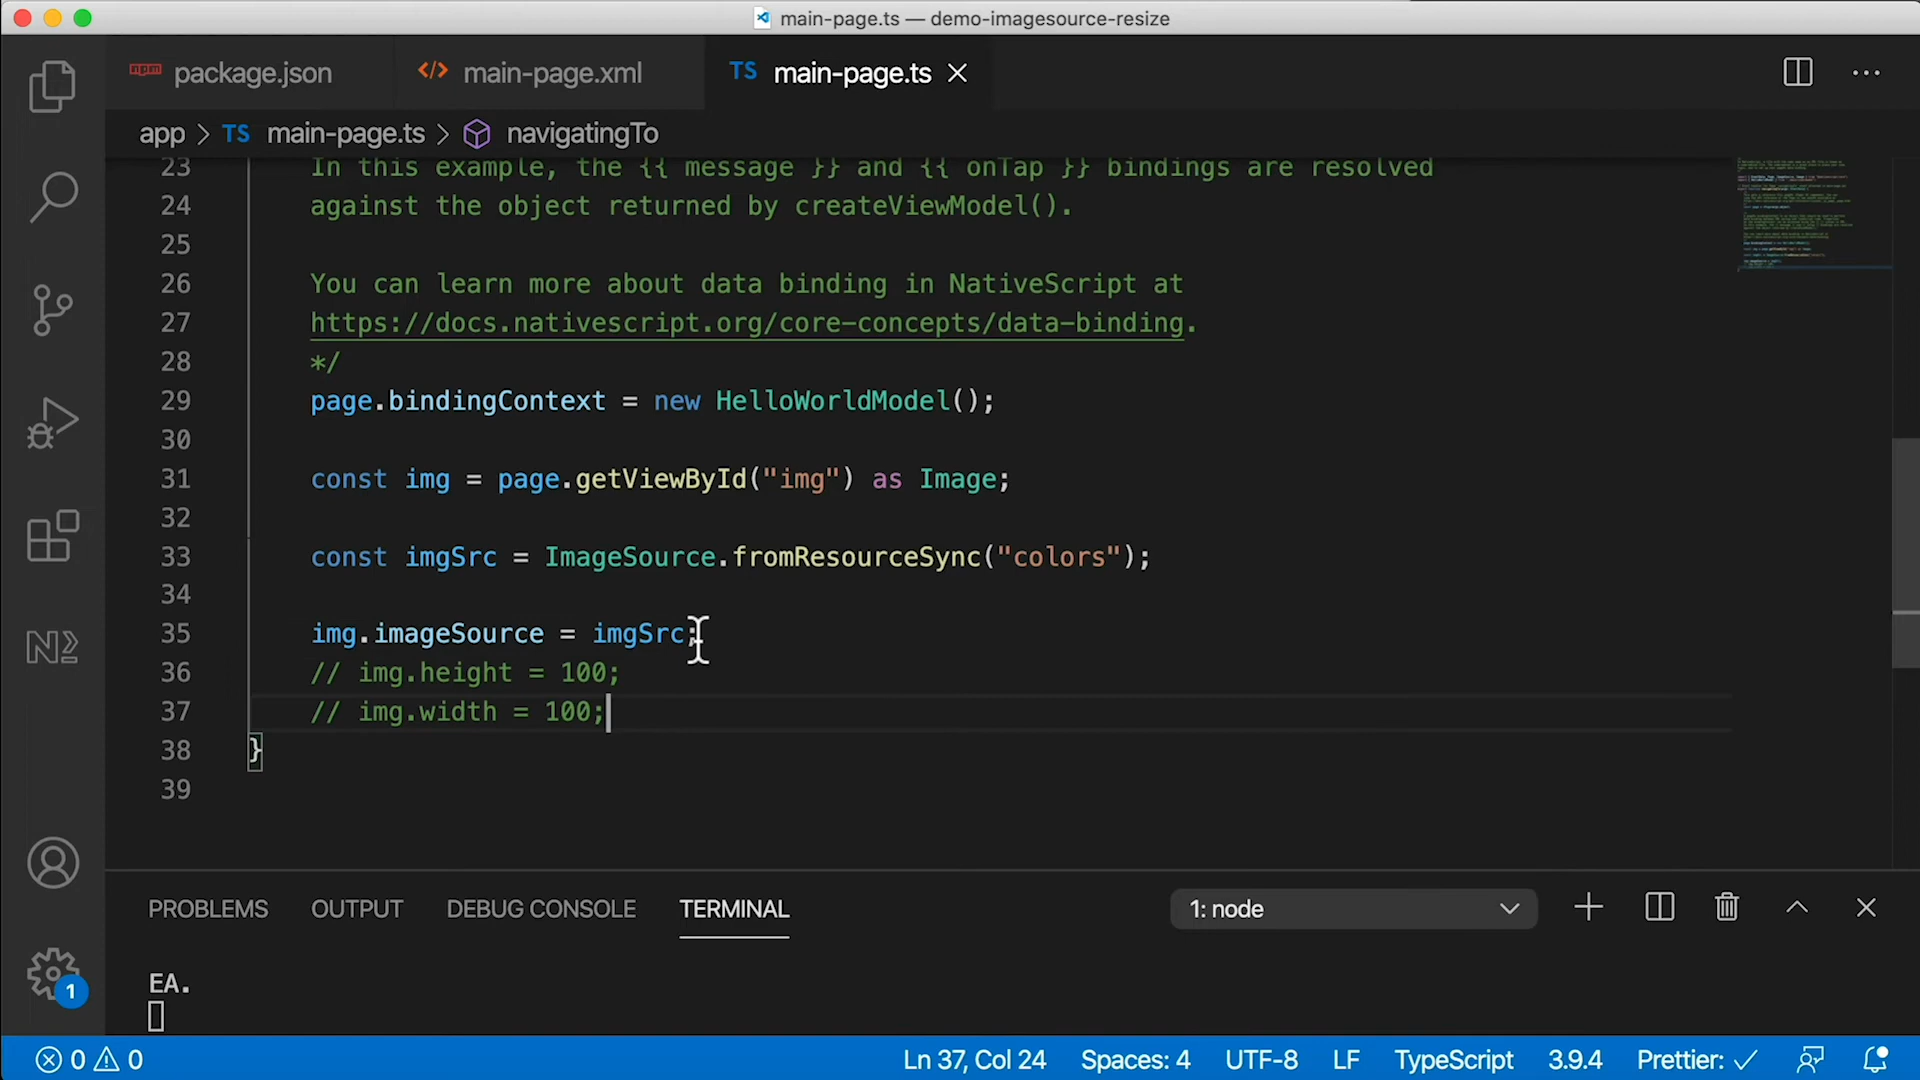 main-page.ts — demo-imagesource-resize
npm package.json
</> main-page.xml
TS main-page.ts
app > TS main-page.ts > navigatingTo
23 In this example, the {{ message }} and {{ onTap }} bindings are resolved
24 against the object returned by createViewModel().
25
26 You can learn more about data binding in NativeScript at
27 https://docs.nativescript.org/core-concepts/data-binding.
28 */
29 page.bindingContext = new HelloWorldModel();
30
31 const img = page.getViewById("img") as Image;
32
33 const imgSrc = ImageSource.fromResourceSync("colors");
34
35 img.imageSource = imgSrc;
36 // img.height = 100;
37 // img.width = 100;
38 }
39
PROBLEMS OUTPUT DEBUG CONSOLE TERMINAL 1: node
EA.
1
0 0 Ln 37, Col 24 Spaces: 4 UTF-8 LF TypeScript 3.9.4 Prettier: ✓